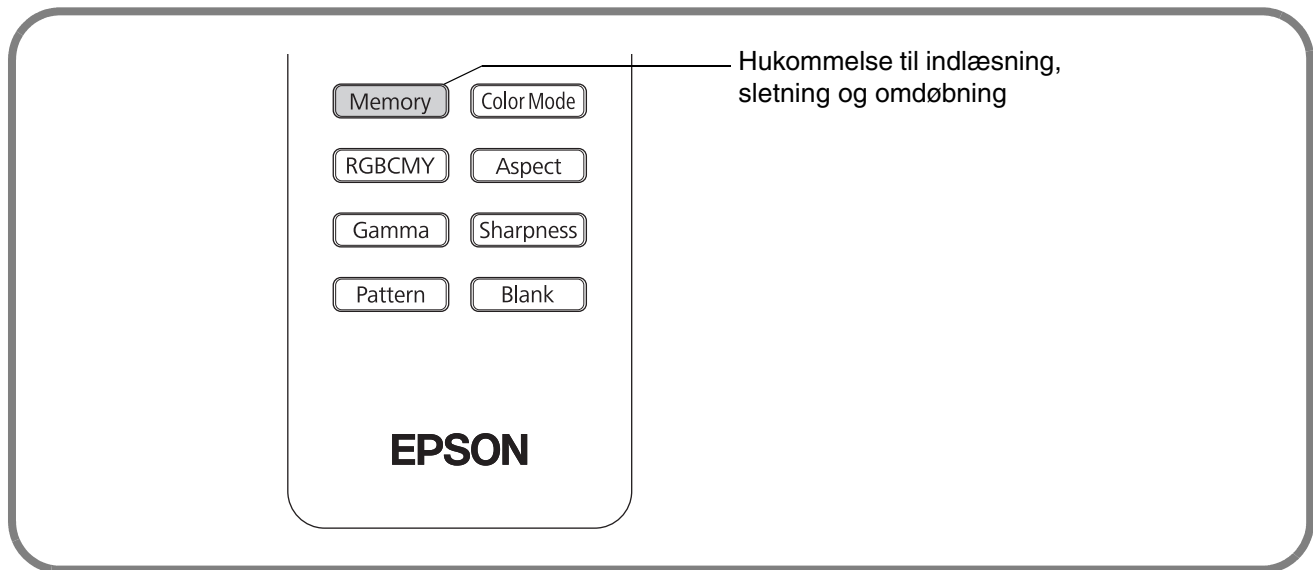 Hukommelse til indlæsning,
sletning og omdøbning
Memory Color Mode
RGBCMY Aspect
Gamma Sharpness
Pattern Blank
EPSON